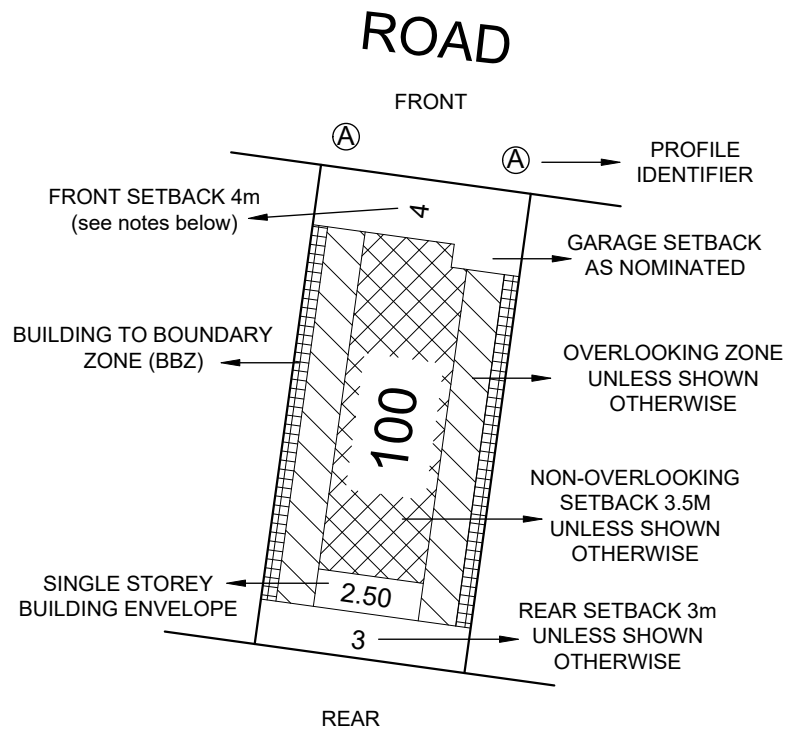 ROAD
FRONT
A
A
PROFILE
IDENTIFIER
FRONT SETBACK 4m
(see notes below)
4
GARAGE SETBACK
AS NOMINATED
BUILDING TO BOUNDARY
ZONE (BBZ)
OVERLOOKING ZONE
UNLESS SHOWN
OTHERWISE
100
NON-OVERLOOKING
SETBACK 3.5M
UNLESS SHOWN
OTHERWISE
SINGLE STOREY
BUILDING ENVELOPE
2.50
REAR SETBACK 3m
UNLESS SHOWN
OTHERWISE
3
REAR